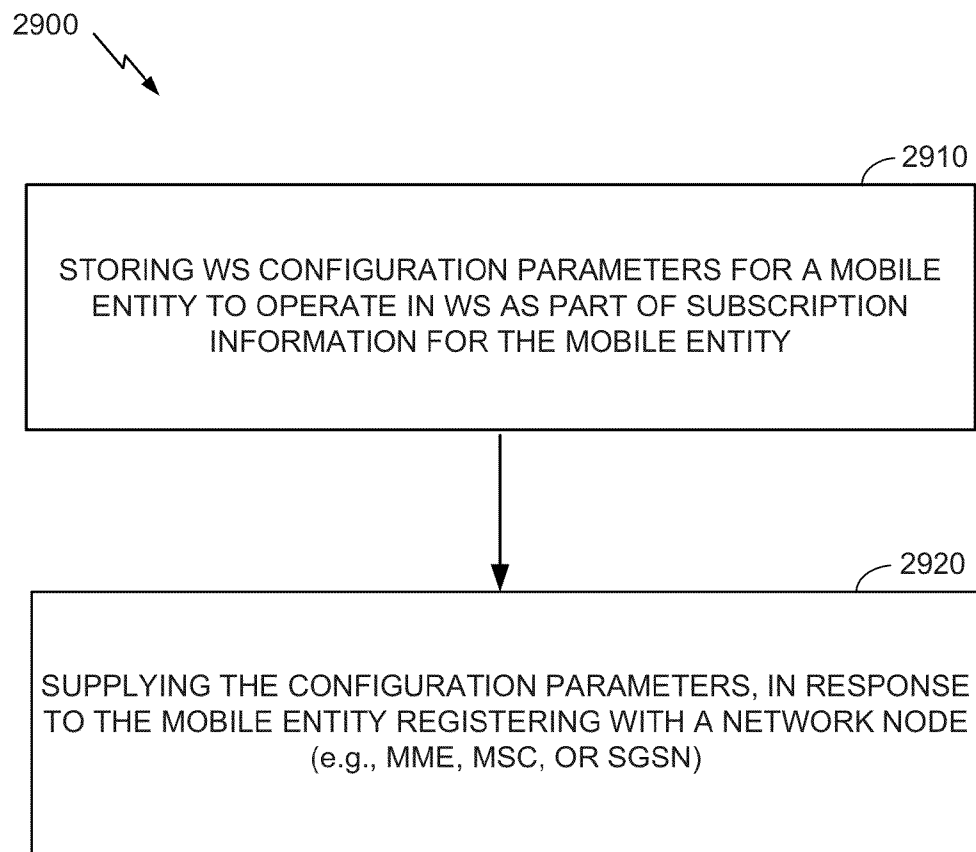 2900
2910
STORING WS CONFIGURATION PARAMETERS FOR A MOBILE
ENTITY TO OPERATE IN WS AS PART OF SUBSCRIPTION
INFORMATION FOR THE MOBILE ENTITY
2920
SUPPLYING THE CONFIGURATION PARAMETERS, IN RESPONSE
TO THE MOBILE ENTITY REGISTERING WITH A NETWORK NODE
(e.g., MME, MSC, OR SGSN)